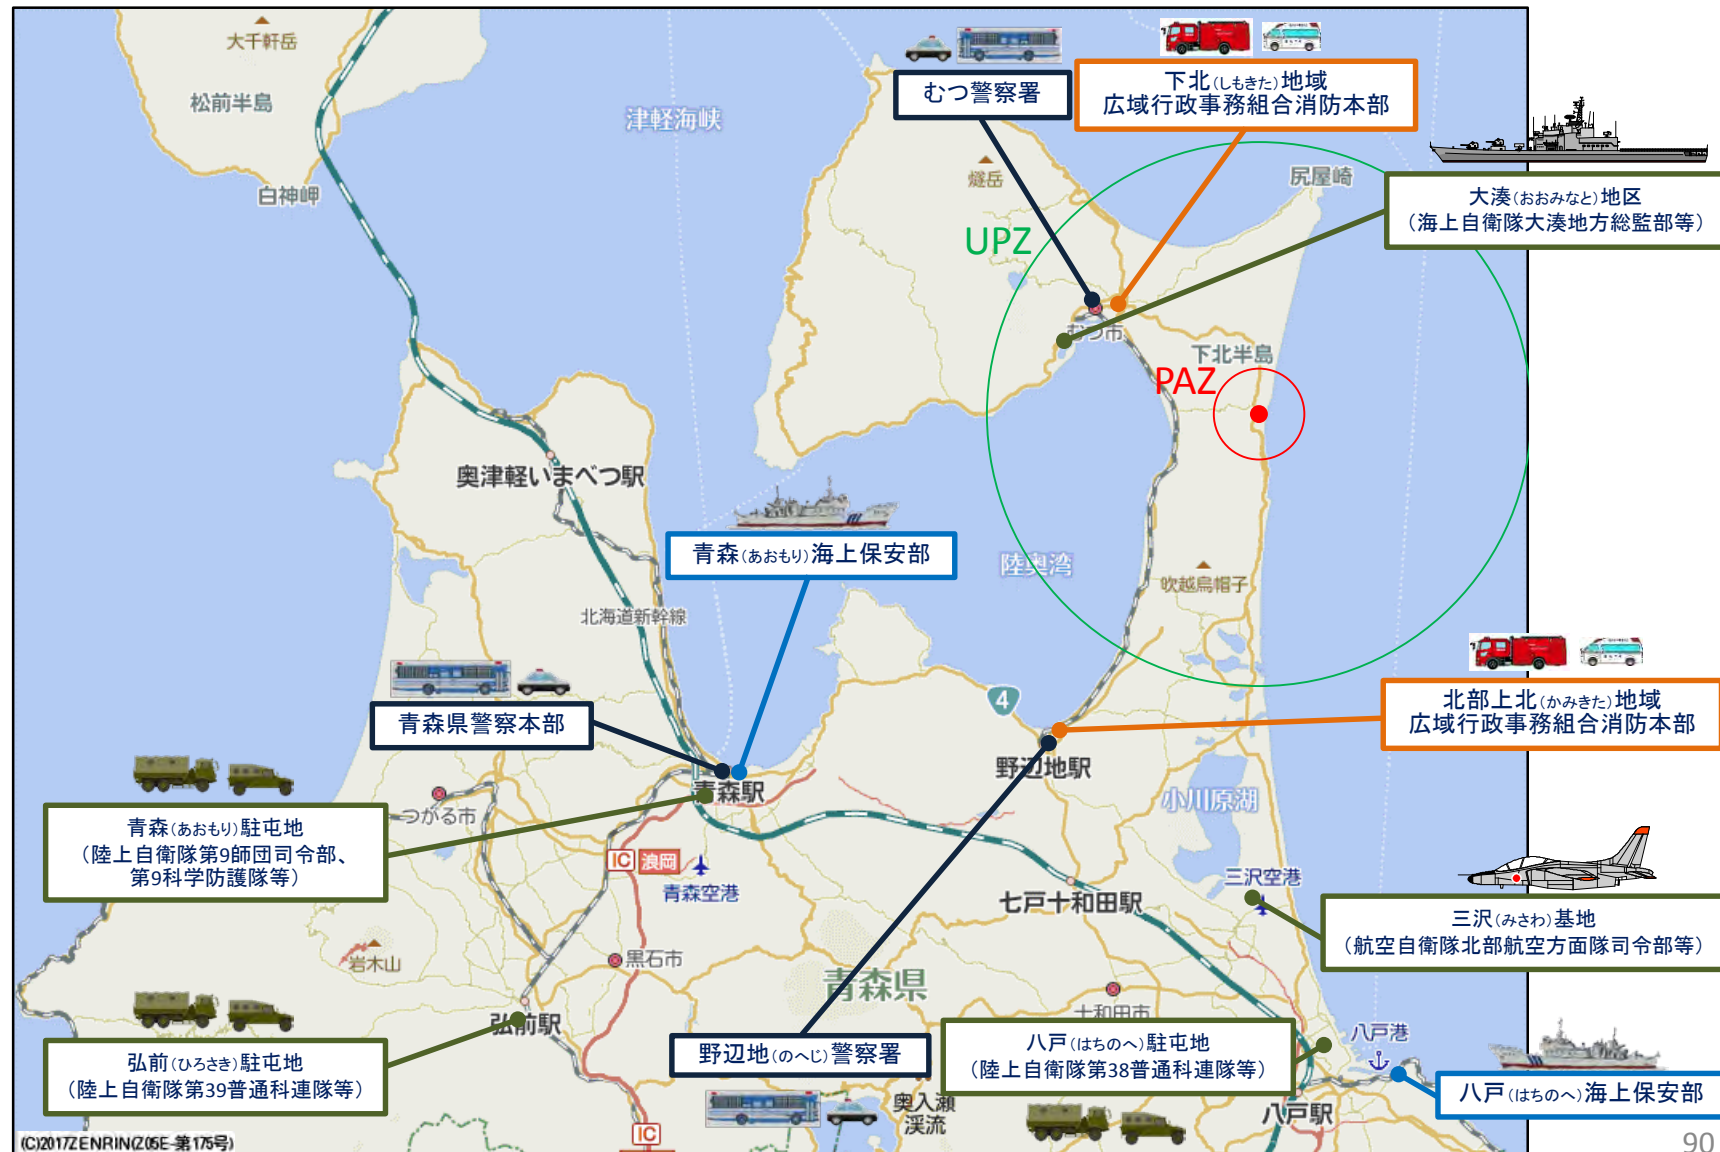 大千軒岳
松前半島
白神岬
津軽海峡
むつ警察署
下北(しもきた)地域
広域行政事務組合消防本部
燧岳
尻屋崎
大湊(おおみなと)地区
(海上自衛隊大湊地方総監部等)
UPZ
むつ市
下北半島
PAZ
奥津軽いまべつ駅
青森(あおもり)海上保安部
陸奥湾
吹越烏帽子
北海道新幹線
北部上北(かみきた)地域
広域行政事務組合消防本部
4
青森県警察本部
野辺地駅
青森駅
小川原湖
つがる市
青森(あおもり)駐屯地
(陸上自衛隊第9師団司令部、
第9科学防護隊等)
IC 浪岡
青森空港
三沢空港
七戸十和田駅
三沢(みさわ)基地
(航空自衛隊北部航空方面隊司令部等)
岩木山
黒石市
青森県
十和田市
弘前駅
八戸港
弘前(ひろさき)駐屯地
(陸上自衛隊第39普通科連隊等)
野辺地(のへじ)警察署
八戸(はちのへ)駐屯地
(陸上自衛隊第38普通科連隊等)
八戸(はちのへ)海上保安部
奥入瀬
渓流
八戸駅
IC
(C)2017ZENRIN(Z05E-第175号)
90